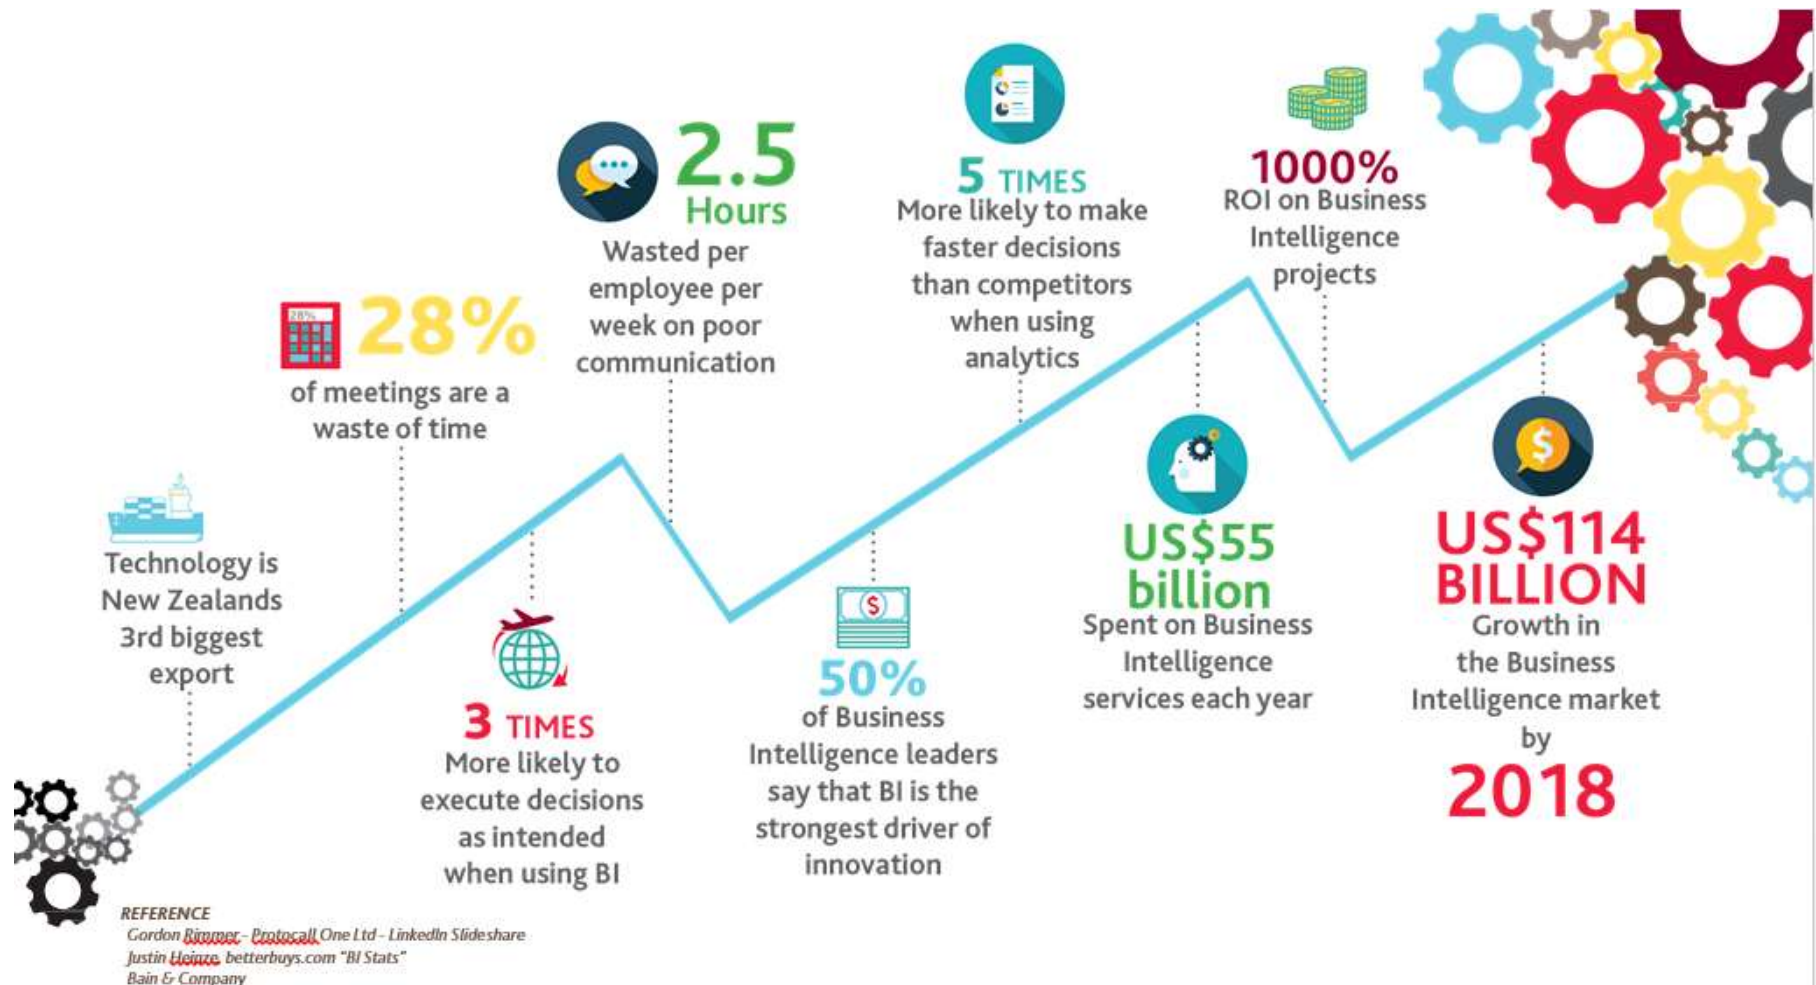 Technology is
New Zealands
3rd biggest
export
28%
28%
of meetings are a
waste of time
3 TIMES
More likely to
execute decisions
as intended
when using BI
2.5
Hours
Wasted per
employee per
week on poor
communication
$
50%
of Business
Intelligence leaders
say that BI is the
strongest driver of
innovation
5 TIMES
More likely to make
faster decisions
than competitors
when using
analytics
US$55
billion
Spent on Business
Intelligence
services each year
1000%
ROI on Business
Intelligence
projects
$
US$114
BILLION
Growth in
the Business
Intelligence market
by
2018
REFERENCE
Gordon Rimmer - Protocall One Ltd - LinkedIn Slideshare
Justin Heinze, betterbuys.com "BI Stats"
Bain & Company